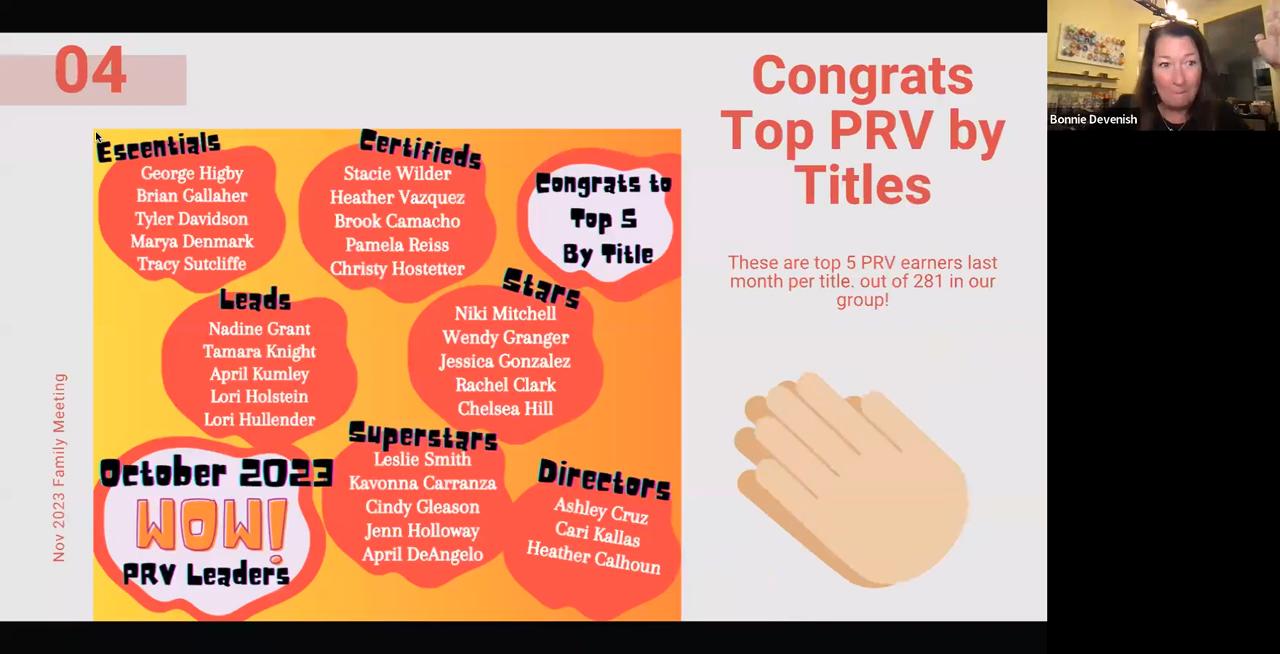 04
Congrats
Top PRV by
Titles
These are top 5 PRV earners last
month per title. out of 281 in our
group!
Nov 2023 Family Meeting
Escentials
George Higby
Brian Gallaher
Tyler Davidson
Marya Denmark
Tracy Sutcliffe
Certifieds
Stacie Wilder
Heather Vazquez
Brook Camacho
Pamela Reiss
Christy Hostetter
Congrats to
Top 5
By Title
Leads
Nadine Grant
Tamara Knight
April Kumley
Lori Holstein
Lori Hullender
Stars
Niki Mitchell
Wendy Granger
Jessica Gonzalez
Rachel Clark
Chelsea Hill
October 2023
WOW!
PRV Leaders
Superstars
Leslie Smith
Kavonna Carranza
Cindy Gleason
Jenn Holloway
April DeAngelo
Directors
Ashley Cruz
Cari Kallas
Heather Calhoun
Bonnie Devenish